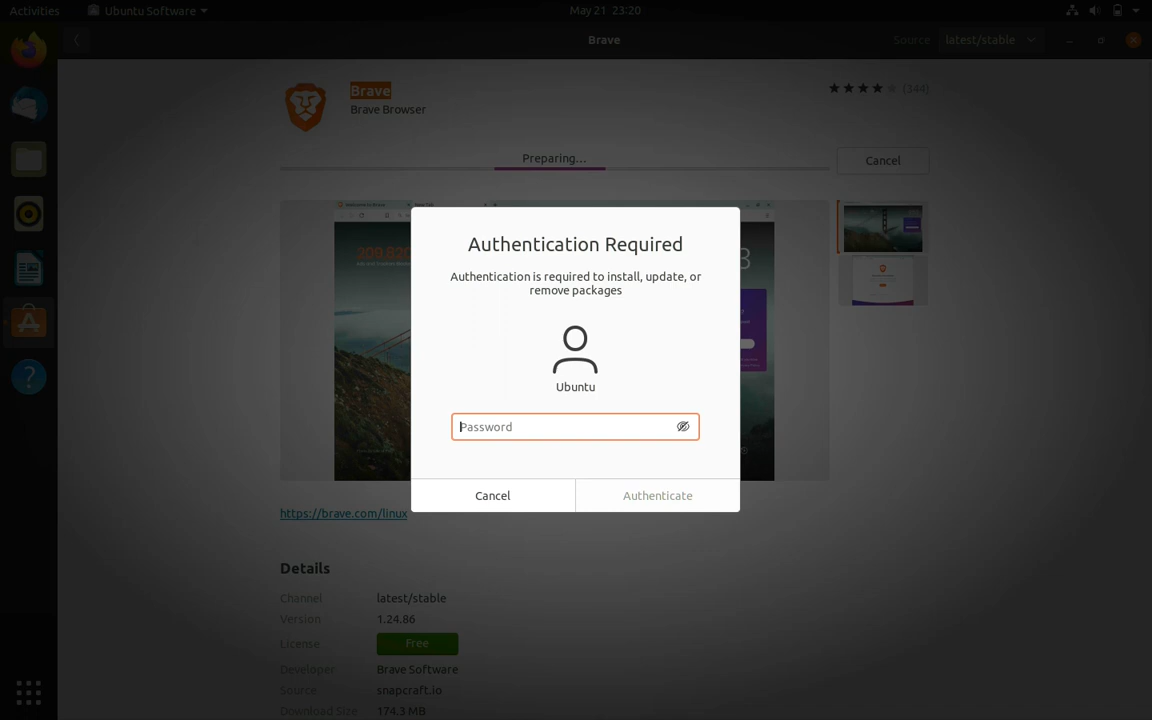 Activities
Ubuntu Software
May 21 23:20
Brave
Source
latest/stable
Brave
Brave Browser
(344)
Preparing...
Cancel
Authentication Required
Authentication is required to install, update, or
remove packages
Ubuntu
Password
Cancel
Authenticate
https://brave.com/linux
Details
Channel
latest/stable
Version
1.24.86
License
Free
Developer
Brave Software
Source
snapcraft.io
Download Size
174.3 MB